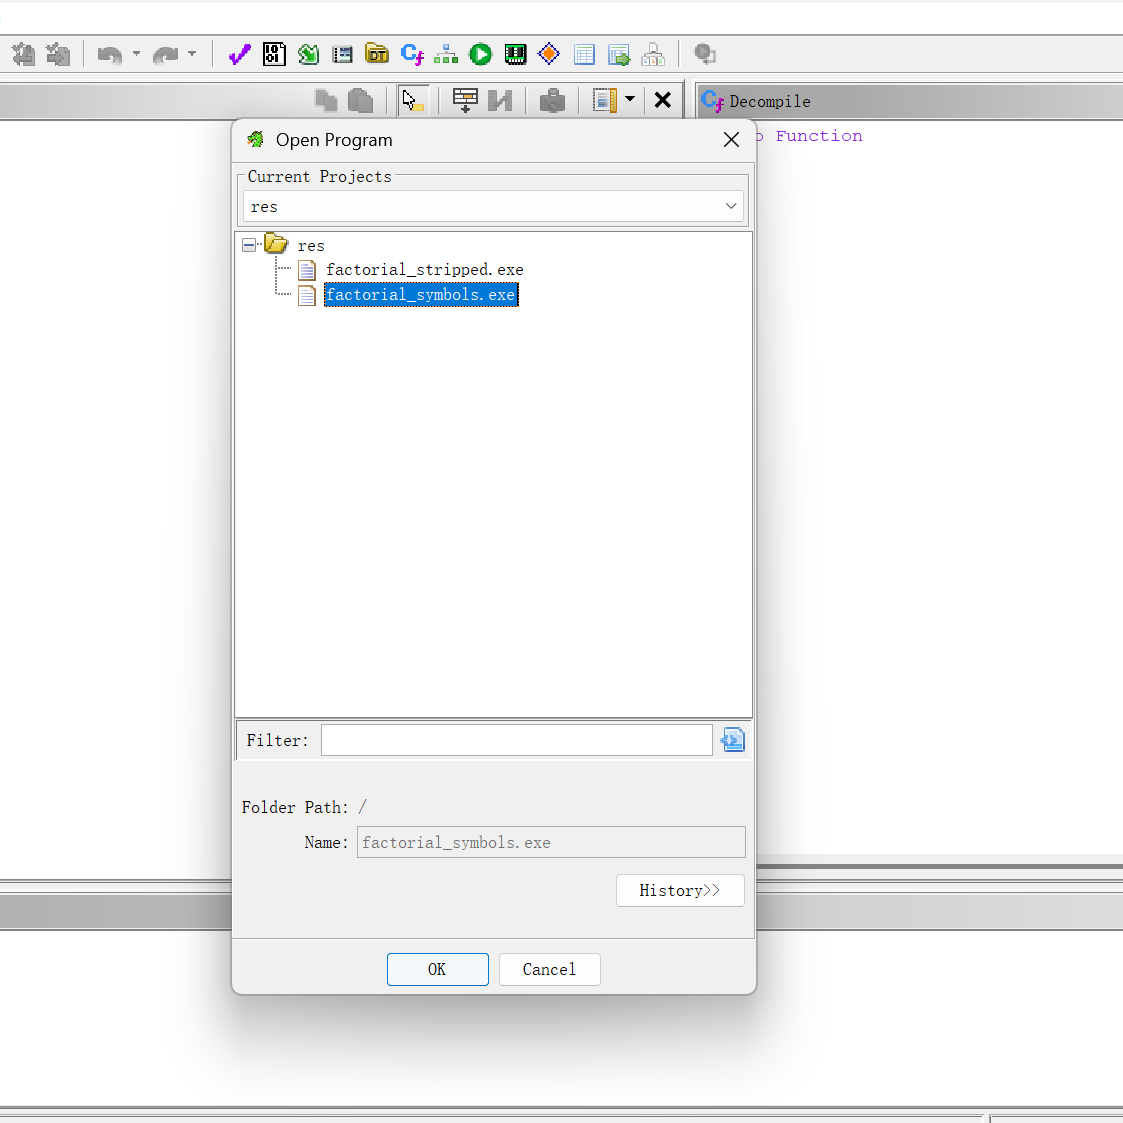 Decompile
Open Program
o Function
Current Projects
res
res
factorial_stripped.exe
factorial_symbols.exe
Filter:
Folder Path: /
Name: factorial_symbols.exe
History>>
OK
Cancel